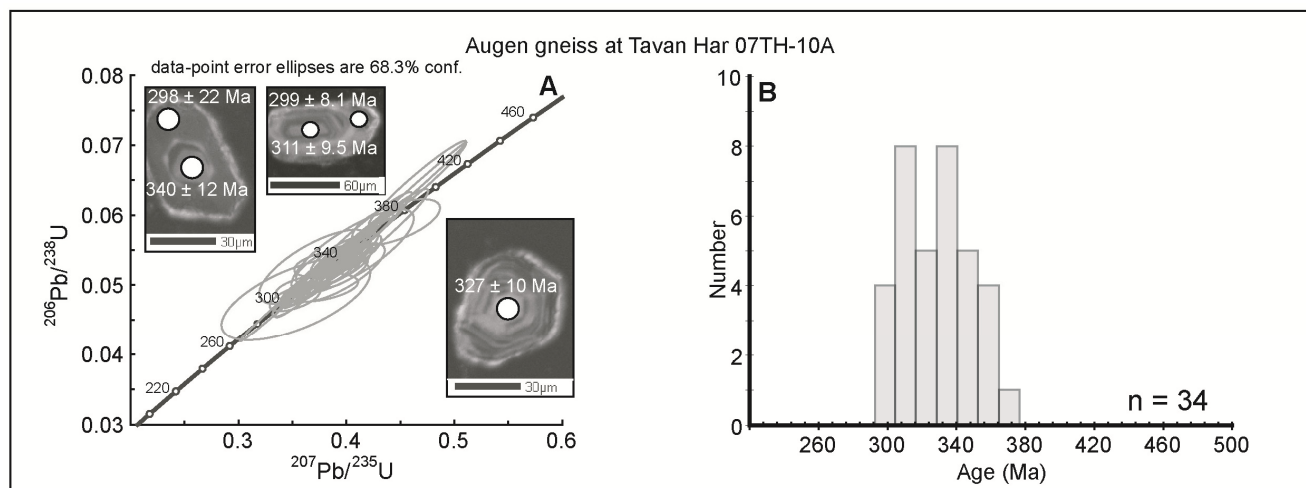 Augen gneiss at Tavan Har 07TH-10A
data-point error ellipses are 68.3% conf.
A
298 ± 22 Ma
340 ± 12 Ma
30µm
299 ± 8.1 Ma
311 ± 9.5 Ma
60µm
327 ± 10 Ma
30µm
460
420
380
340
300
260
220
0.08
0.07
0.06
0.05
0.04
0.03
0.3 0.4 0.5 0.6
206Pb/238U
207Pb/235U
B
10
8
6
4
2
0
Number
n = 34
260 300 340 380 420 460 500
Age (Ma)